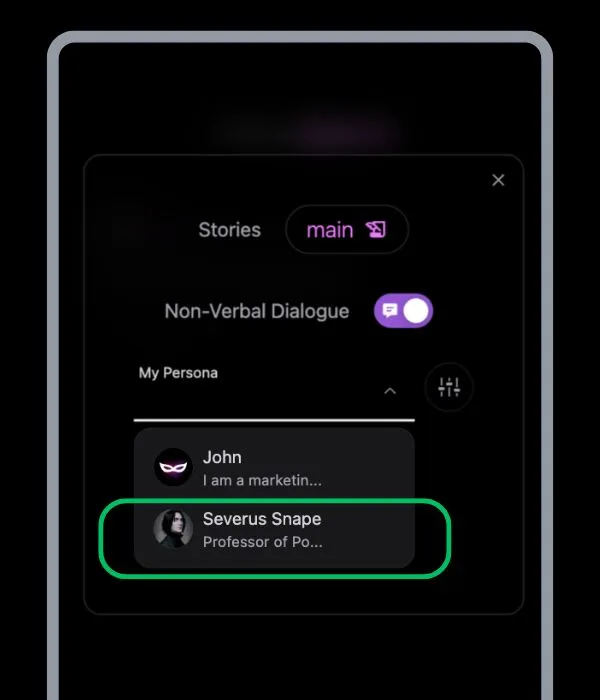 Stories
main
Non-Verbal Dialogue
My Persona
John
I am a marketin...
Severus Snape
Professor of Po...